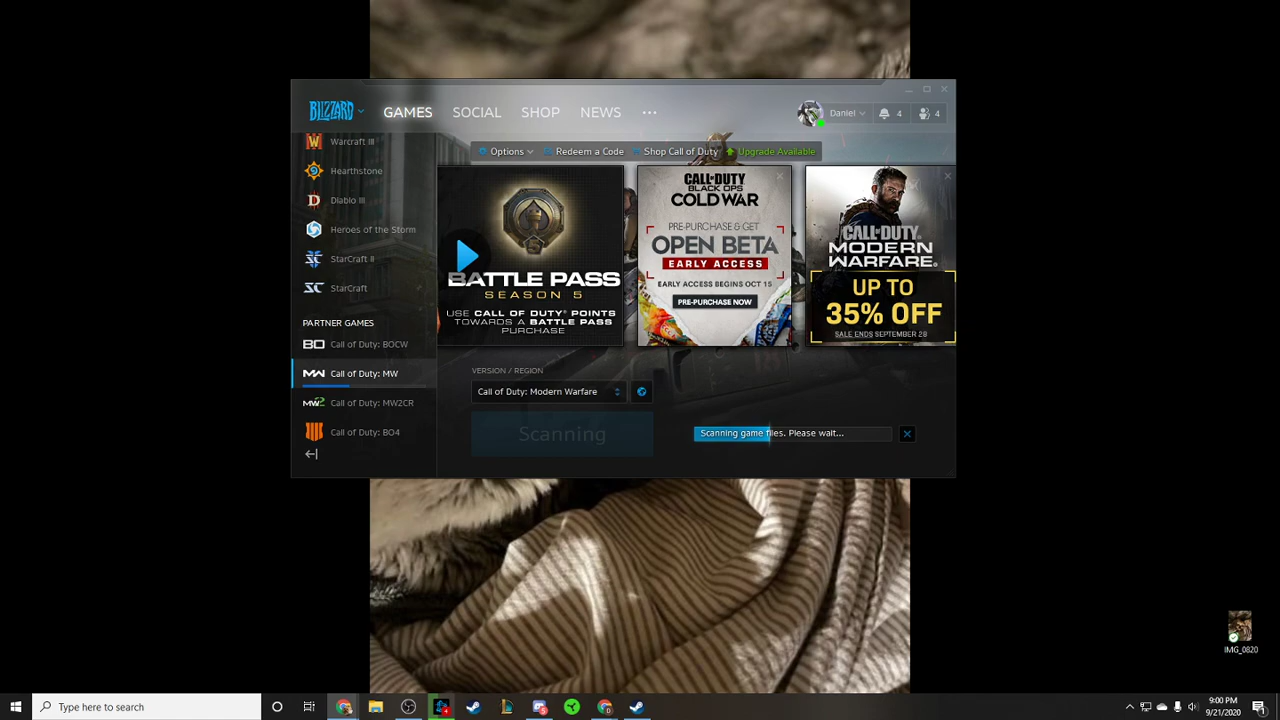 BLIZZARD
GAMES
SOCIAL
SHOP
NEWS
Daniel
4
4
Warcraft III
Hearthstone
Diablo III
Heroes of the Storm
StarCraft II
StarCraft
PARTNER GAMES
Call of Duty: BOCW
Call of Duty: MW
Call of Duty: MW2CR
Call of Duty: BO4
Options
Redeem a Code
Shop Call of Duty
Upgrade Available
BATTLE PASS
SEASON 5
USE CALL OF DUTY POINTS
TOWARDS A BATTLE PASS
PURCHASE
CALL OF DUTY
BLACK OPS
COLD WAR
PRE-PURCHASE & GET
OPEN BETA
EARLY ACCESS
EARLY ACCESS BEGINS OCT 15
PRE-PURCHASE NOW
CALL OF DUTY
MODERN
WARFARE
UP TO
35% OFF
SALE ENDS SEPTEMBER 28
VERSION / REGION
Call of Duty: Modern Warfare
Scanning
Scanning game files. Please wait...
IMG_0820
Type here to search
9:00 PM
9/21/2020